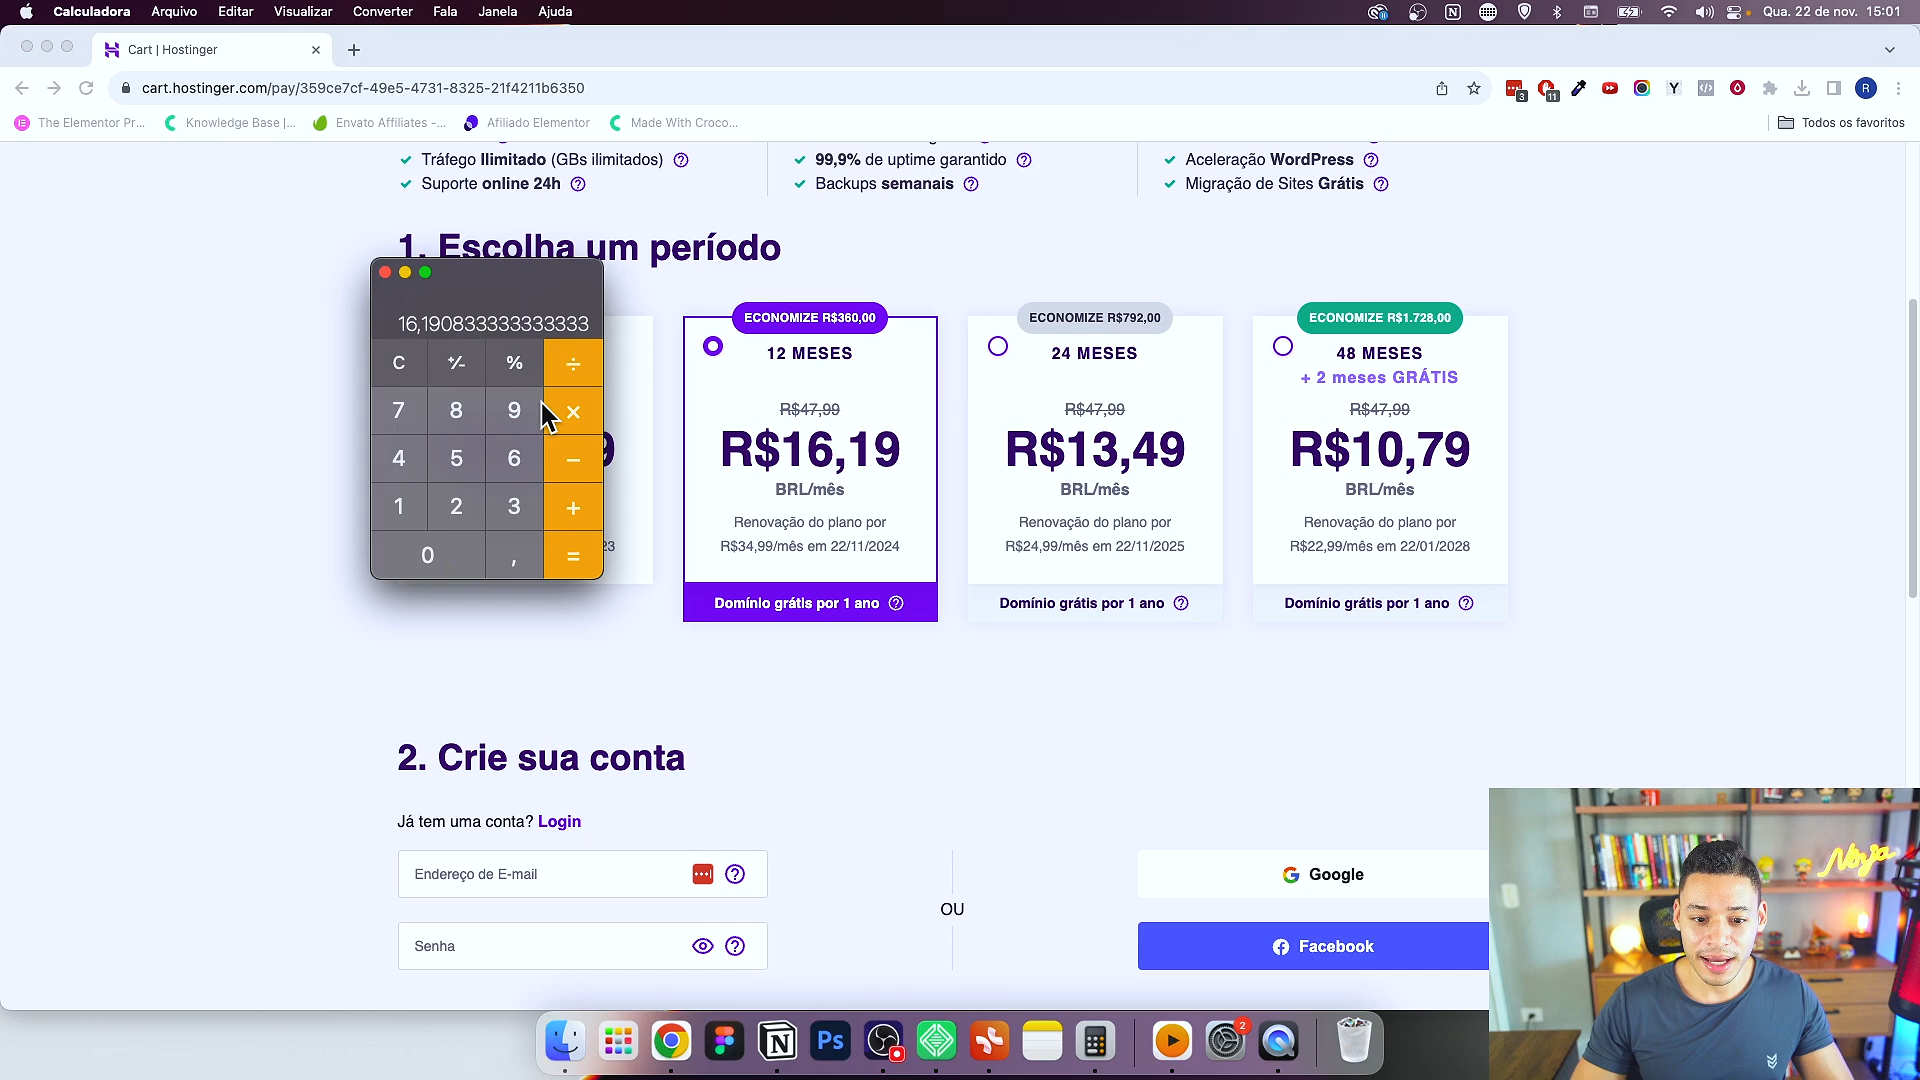 Calculadora Arquivo Editar Visualizar Converter Fala Janela Ajuda
Qua. 22 de nov. 15:01
Cart | Hostinger
cart.hostinger.com/pay/359ce7cf-49e5-4731-8325-21f4211b6350
3
11
R
The Elementor Pr...
Knowledge Base |...
Envato Affiliates -...
Afiliado Elementor
Made With Croco...
Todos os favoritos
Tráfego Ilimitado (GBs ilimitados)
Suporte online 24h
99,9% de uptime garantido
Backups semanais
Aceleração WordPress
Migração de Sites Grátis
1. Escolha um período
16,190833333333333
C +⁄- % ÷
7 8 9 ×
4 5 6 −
1 2 3 +
0 , =
9
23
ECONOMIZE R$360,00
12 MESES
R$47,99
R$16,19
BRL/mês
Renovação do plano por
R$34,99/mês em 22/11/2024
Domínio grátis por 1 ano
ECONOMIZE R$792,00
24 MESES
R$47,99
R$13,49
BRL/mês
Renovação do plano por
R$24,99/mês em 22/11/2025
Domínio grátis por 1 ano
ECONOMIZE R$1.728,00
48 MESES
+ 2 meses GRÁTIS
R$47,99
R$10,79
BRL/mês
Renovação do plano por
R$22,99/mês em 22/01/2028
Domínio grátis por 1 ano
2. Crie sua conta
Já tem uma conta? Login
Endereço de E-mail
Senha
OU
Google
Facebook
Ninja
Ps
2